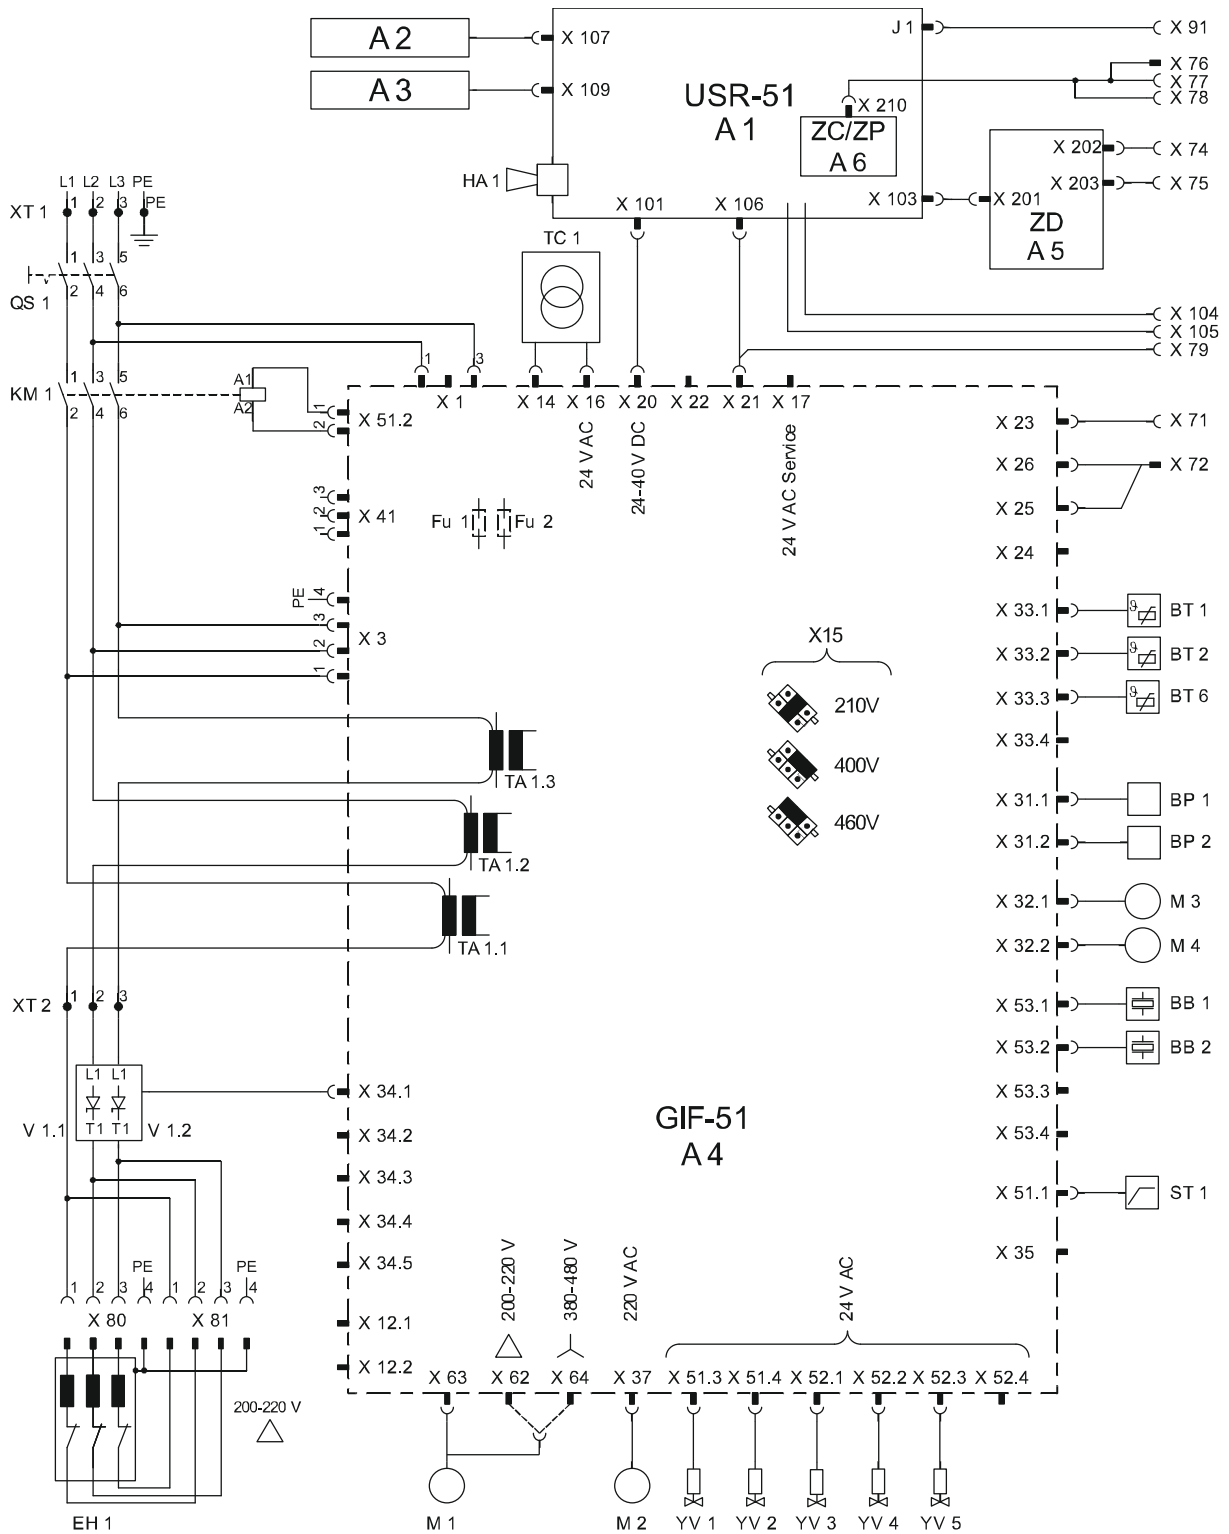 A 2
X 107
J 1
X 91
X 76
X 77
X 78
A 3
X 109
USR-51
A 1
X 210
ZC/ZP
A 6
X 202
X 74
HA 1
X 203
X 75
L1 L2 L3 PE
XT 1
1 2 3 PE
X 101
X 106
X 103
X 201
ZD
A 5
TC 1
1 3 5
QS 1
2 4 6
X 104
X 105
X 79
1 3
1 3 5
KM 1
2 4 6
A1
A2
1
2
X 51.2
X 1
X 14
X 16
X 20
X 22
X 21
X 17
24 V AC
24-40 V DC
24 V AC Service
X 23
X 71
X 26
X 72
X 25
X 24
3
2
1
X 41
Fu 1
Fu 2
PE
4
3
2
1
X 3
X 33.1
BT 1
X 33.2
BT 2
X 33.3
BT 6
X 33.4
ϑ
ϑ
ϑ
X15
210V
400V
460V
TA 1.3
TA 1.2
TA 1.1
X 31.1
BP 1
X 31.2
BP 2
X 32.1
M 3
X 32.2
M 4
XT 2
1 2 3
X 53.1
BB 1
X 53.2
BB 2
X 53.3
X 53.4
L1 L1
V 1.1
T1 T1
V 1.2
X 34.1
X 34.2
X 34.3
X 34.4
X 34.5
GIF-51
A 4
X 51.1
ST 1
X 35
PE
PE
1 2 3 4 1 2 3 4
X 80
X 81
X 12.1
X 12.2
200-220 V
380-480 V
220 V AC
24 V AC
X 63
X 62
X 64
X 37
X 51.3
X 51.4
X 52.1
X 52.2
X 52.3
X 52.4
200-220 V
EH 1
M 1
M 2
YV 1
YV 2
YV 3
YV 4
YV 5